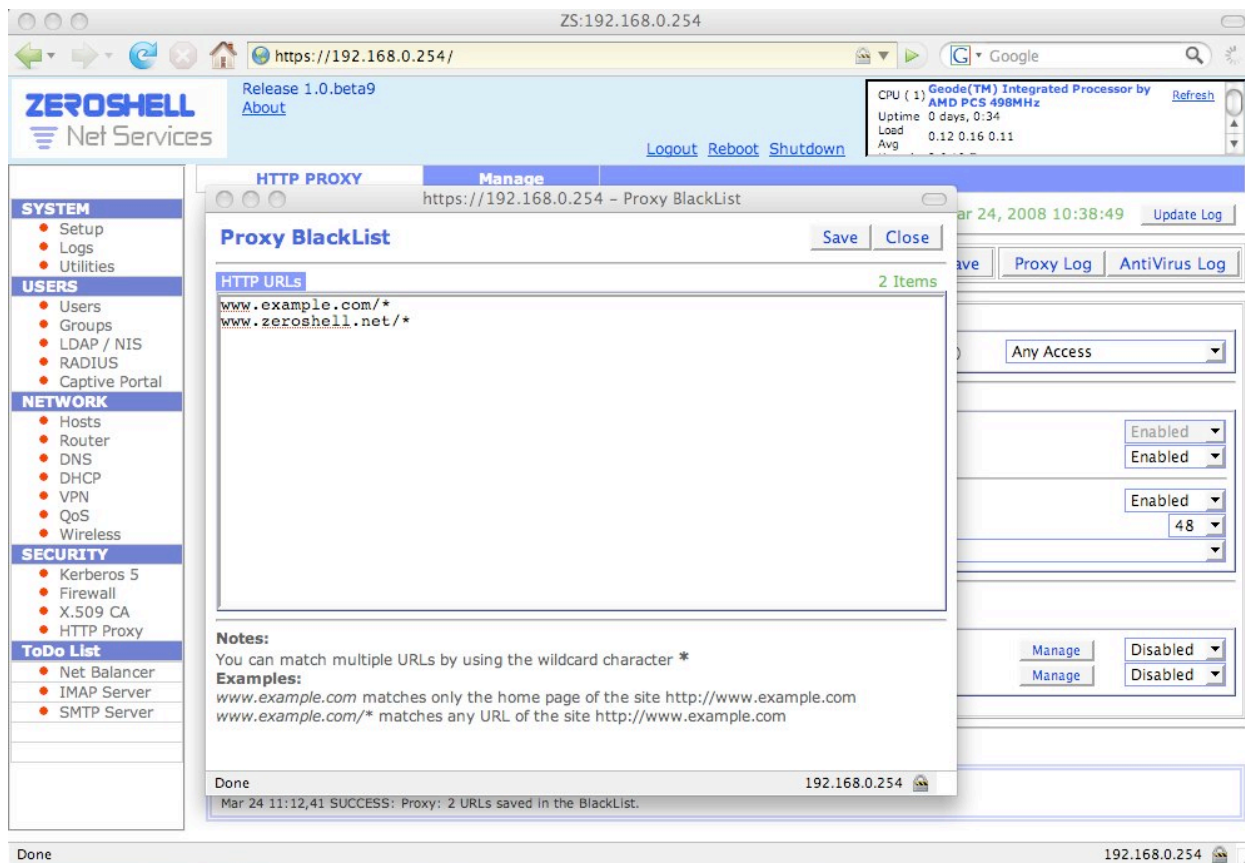 ZS:192.168.0.254
https://192.168.0.254/
G Google
ZEROSHELL
Net Services
Release 1.0.beta9
About
Logout Reboot Shutdown
CPU ( 1) Geode(TM) Integrated Processor by
AMD PCS 498MHz
Refresh
Uptime 0 days, 0:34
Load
Avg 0.12 0.16 0.11
HTTP PROXY Manage
SYSTEM
Setup
Logs
Utilities
USERS
Users
Groups
LDAP / NIS
RADIUS
Captive Portal
NETWORK
Hosts
Router
DNS
DHCP
VPN
QoS
Wireless
SECURITY
Kerberos 5
Firewall
X.509 CA
HTTP Proxy
ToDo List
Net Balancer
IMAP Server
SMTP Server
https://192.168.0.254 – Proxy BlackList
Proxy BlackList Save Close
HTTP URLs 2 Items
www.example.com/*
www.zeroshell.net/*
Notes:
You can match multiple URLs by using the wildcard character *
Examples:
www.example.com matches only the home page of the site http://www.example.com
www.example.com/* matches any URL of the site http://www.example.com
Done 192.168.0.254
ar 24, 2008 10:38:49 Update Log
ave Proxy Log AntiVirus Log
) Any Access
Enabled
Enabled
Enabled
48
Manage Disabled
Manage Disabled
Mar 24 11:12,41 SUCCESS: Proxy: 2 URLs saved in the BlackList.
Done 192.168.0.254